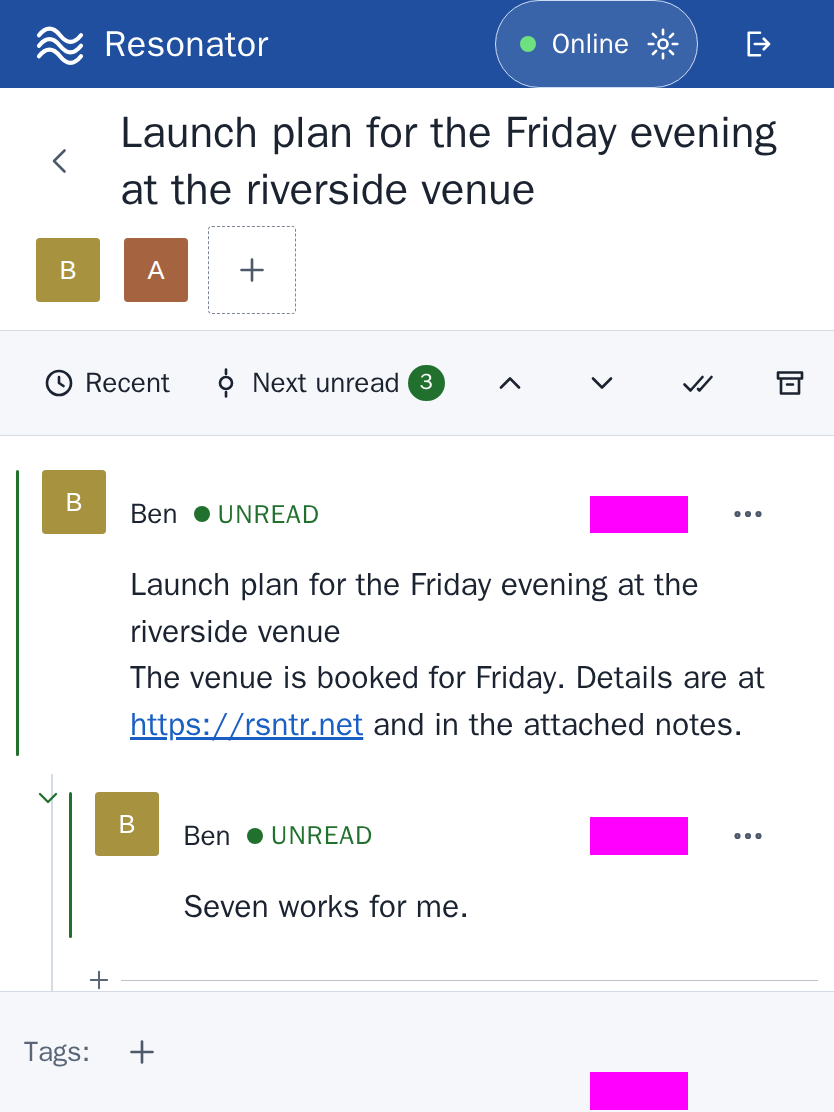 Resonator
Online
Launch plan for the Friday evening
at the riverside venue
B
A
Recent
Next unread 3
B
Ben
UNREAD
Launch plan for the Friday evening at the
riverside venue
The venue is booked for Friday. Details are at
https://rsntr.net and in the attached notes.
B
Ben
UNREAD
Seven works for me.
Tags: